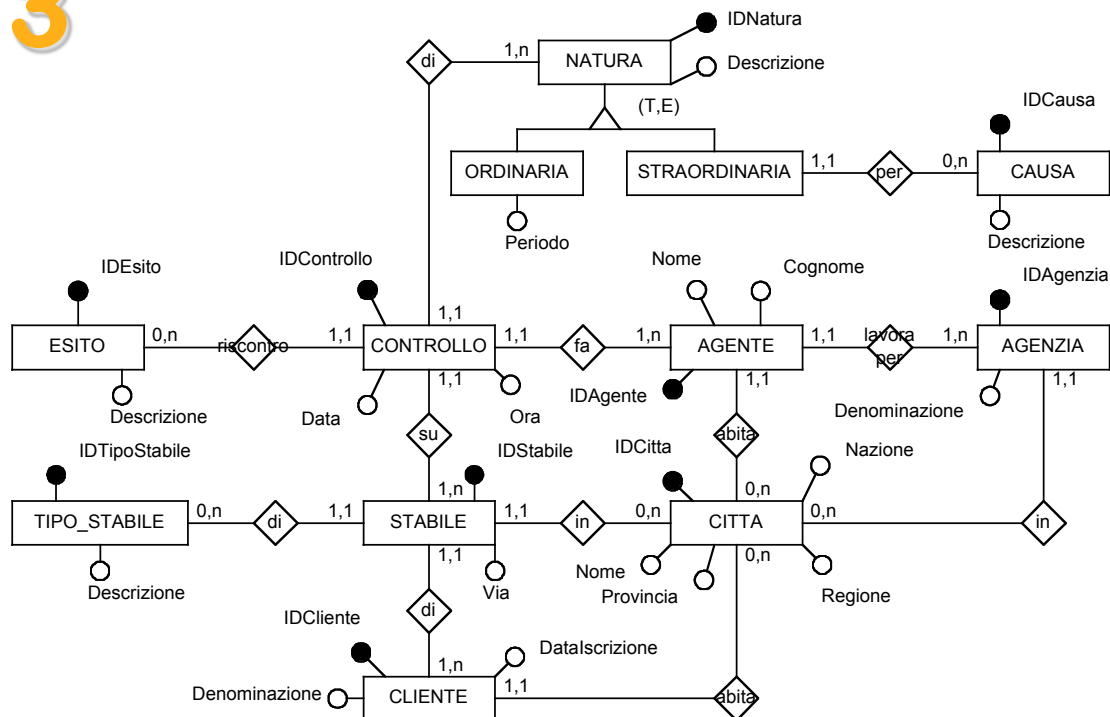 3
IDNatura
di
1,n
NATURA
Descrizione
(T,E)
IDCausa
ORDINARIA
STRAORDINARIA
1,1
per
0,n
CAUSA
Periodo
Descrizione
IDEsito
IDControllo
Nome
Cognome
IDAgenzia
1,1
ESITO
0,n
riscontro
1,1
CONTROLLO
1,1
fa
1,n
AGENTE
1,1
lavora
per
1,n
AGENZIA
1,1
1,1
1,1
Descrizione
Data
Ora
IDAgente
Denominazione
IDTipoStabile
su
IDStabile
IDCitta
abita
Nazione
1,n
0,n
TIPO_STABILE
0,n
di
1,1
STABILE
1,1
in
0,n
CITTA
0,n
in
1,1
0,n
Descrizione
Via
Nome
Provincia
Regione
IDCliente
di
DataIscrizione
1,n
Denominazione
CLIENTE
1,1
abita